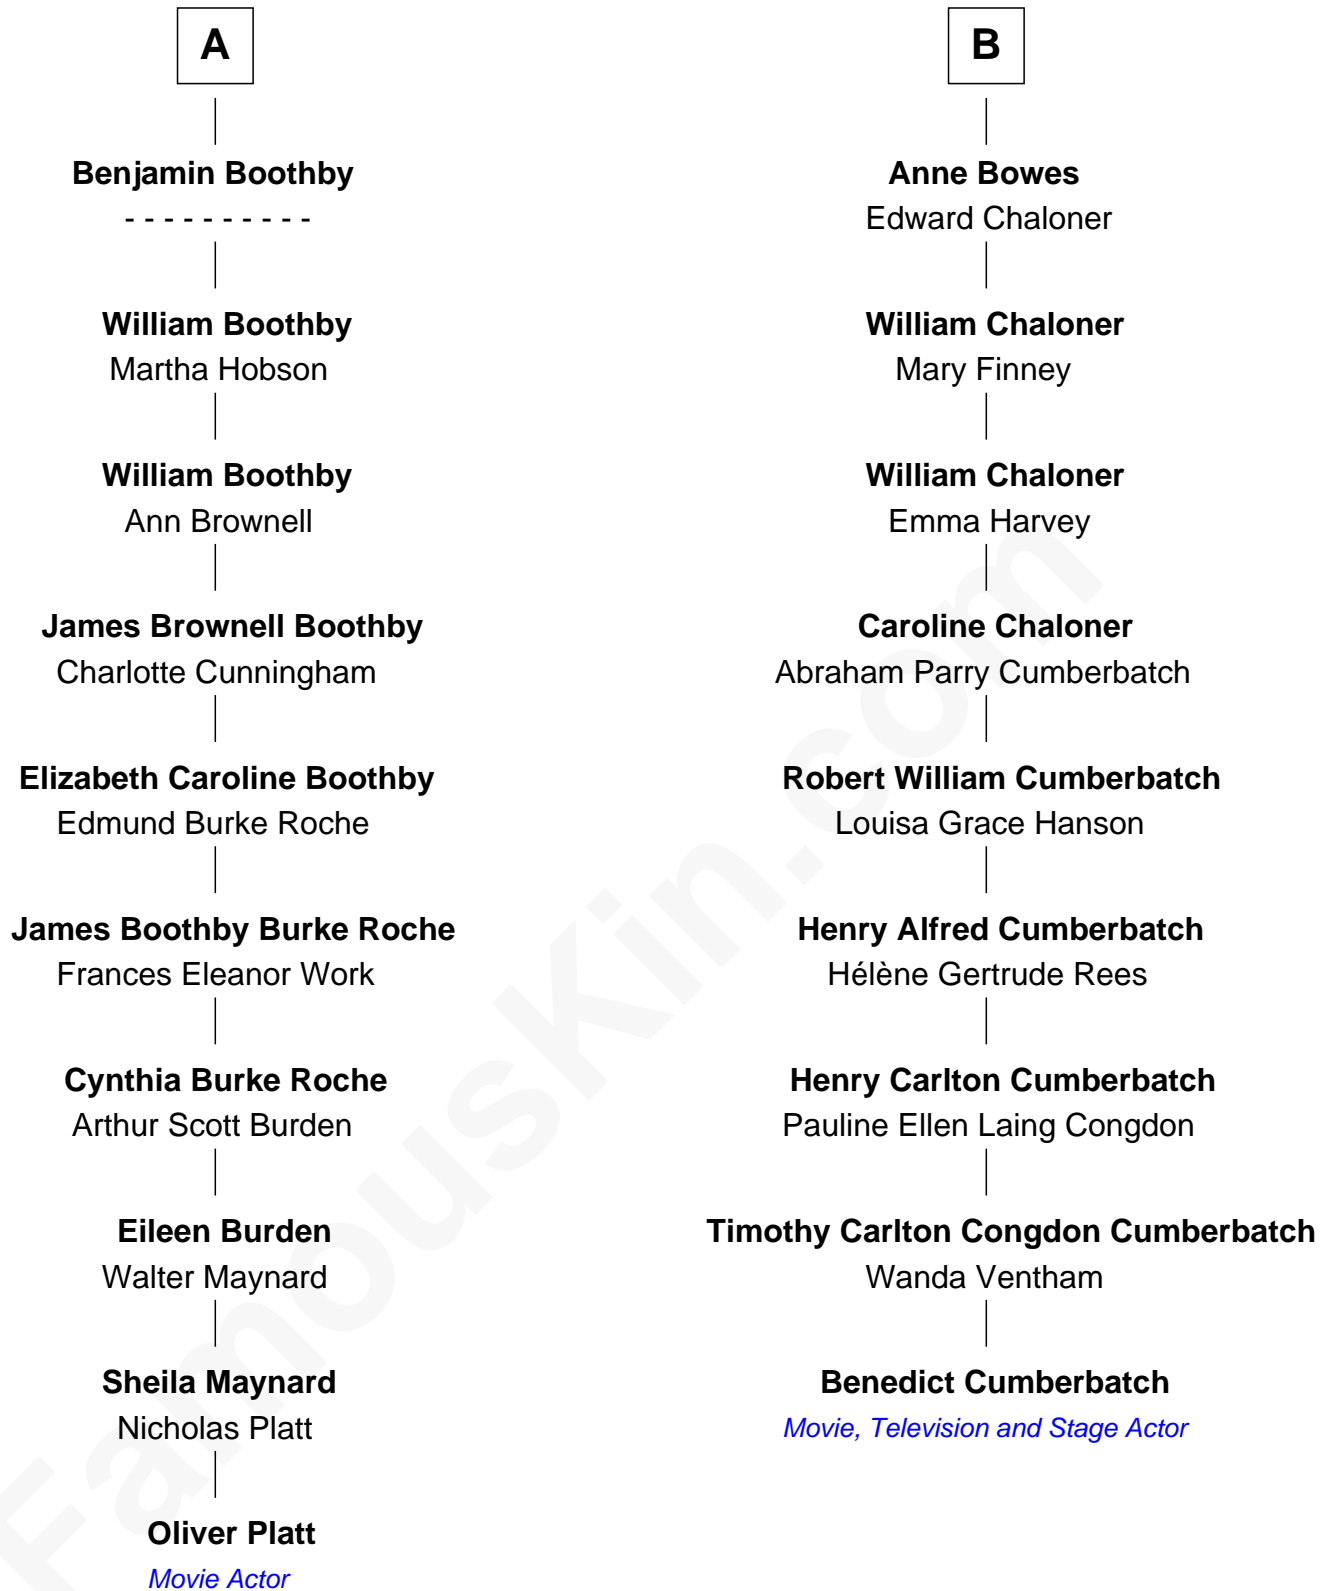 A
Benjamin Boothby
- - - - - - - - - -
William Boothby
Martha Hobson
William Boothby
Ann Brownell
James Brownell Boothby
Charlotte Cunningham
Elizabeth Caroline Boothby
Edmund Burke Roche
James Boothby Burke Roche
Frances Eleanor Work
Cynthia Burke Roche
Arthur Scott Burden
Eileen Burden
Walter Maynard
Sheila Maynard
Nicholas Platt
Oliver Platt
Movie Actor
B
Anne Bowes
Edward Chaloner
William Chaloner
Mary Finney
William Chaloner
Emma Harvey
Caroline Chaloner
Abraham Parry Cumberbatch
Robert William Cumberbatch
Louisa Grace Hanson
Henry Alfred Cumberbatch
Hélène Gertrude Rees
Henry Carlton Cumberbatch
Pauline Ellen Laing Congdon
Timothy Carlton Congdon Cumberbatch
Wanda Ventham
Benedict Cumberbatch
Movie, Television and Stage Actor
FamousKin.com